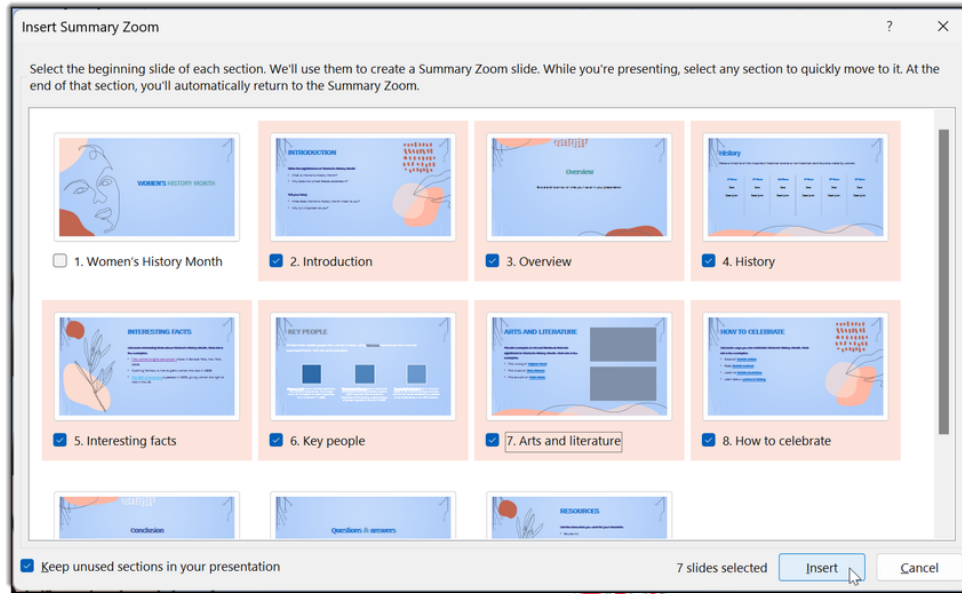 Insert Summary Zoom
?
Select the beginning slide of each section. We'll use them to create a Summary Zoom slide. While you're presenting, select any section to quickly move to it. At the
end of that section, you'll automatically return to the Summary Zoom.
WOMEN'S HISTORY MONTH
INTRODUCTION
Overview
History
1. Women's History Month
2. Introduction
3. Overview
4. History
INTERESTING FACTS
KEY PEOPLE
ARTS AND LITERATURE
HOW TO CELEBRATE
5. Interesting facts
6. Key people
7. Arts and literature
8. How to celebrate
Conclusion
Questions & answers
RESOURCES
Keep unused sections in your presentation
7 slides selected
Insert
Cancel